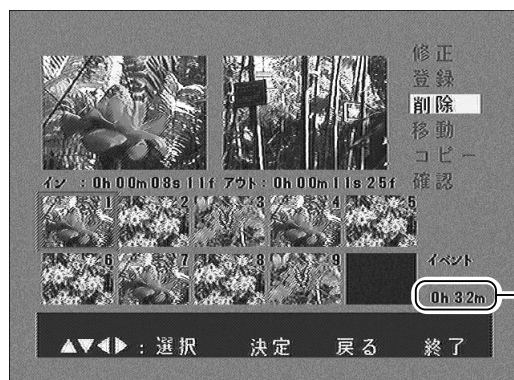 修正
登録
削除
移動
コピー
確認
イン : 0h 00m 08s 11f アウト: 0h 00m 11s 25f
1 2 3 4 5
6 7 8 9
イベント
0h 32m
▲▼◀▶ : 選択 決定 戻る 終了